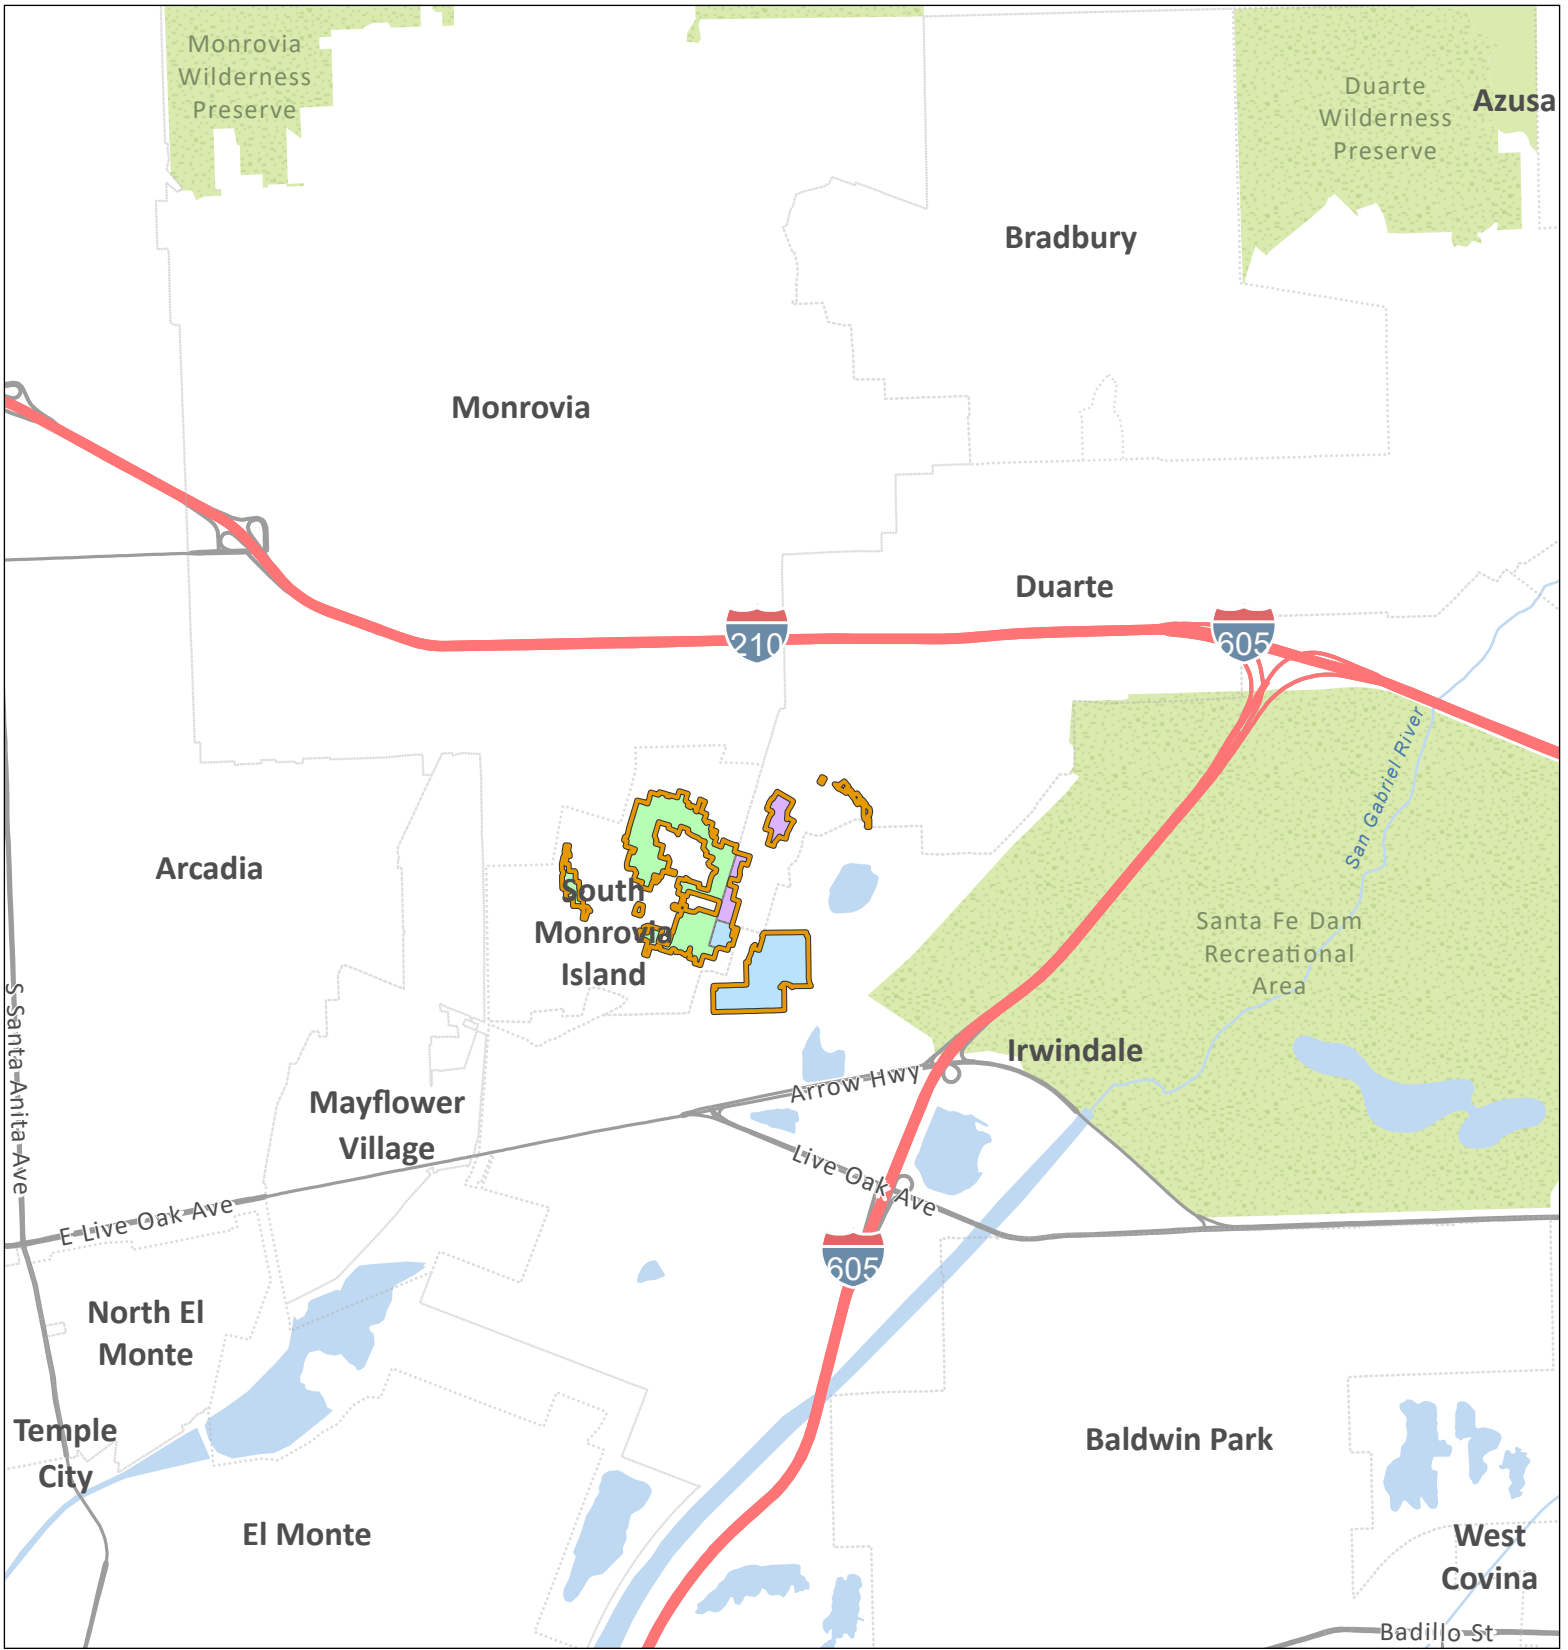 Monrovia
Wilderness
Preserve
Duarte
Wilderness
Preserve
Azusa
Bradbury
Monrovia
Duarte
210
605
San Gabriel River
Arcadia
South
Monrovia
Island
Santa Fe Dam
Recreational
Area
S Santa Anita Ave
Irwindale
Arrow Hwy
Mayflower
Village
Live Oak Ave
E Live Oak Ave
605
North El
Monte
Temple
City
Baldwin Park
El Monte
West
Covina
Badillo St